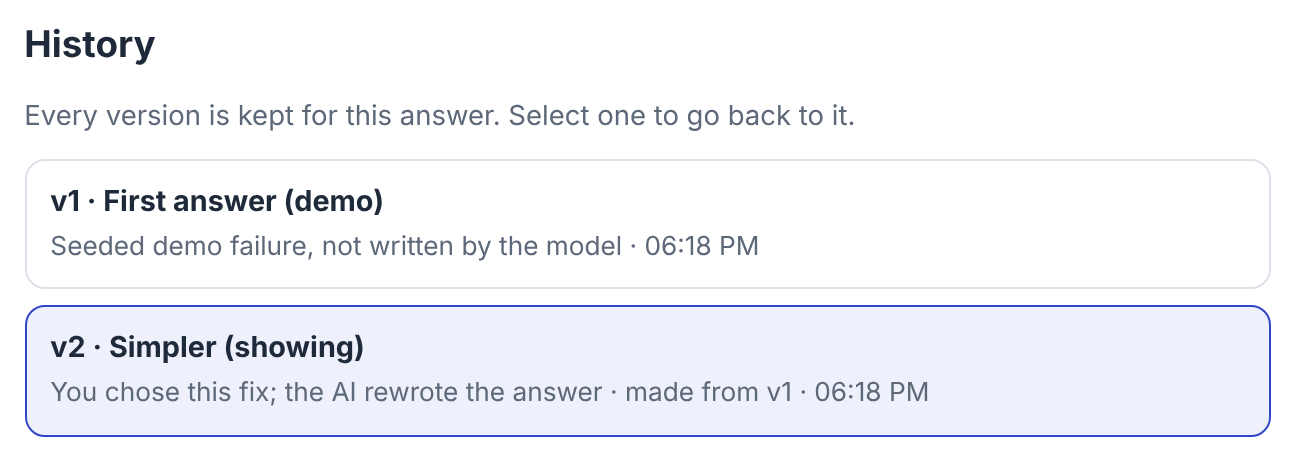 History
Every version is kept for this answer. Select one to go back to it.
v1 · First answer (demo)
Seeded demo failure, not written by the model · 06:18 PM
v2 · Simpler (showing)
You chose this fix; the AI rewrote the answer · made from v1 · 06:18 PM